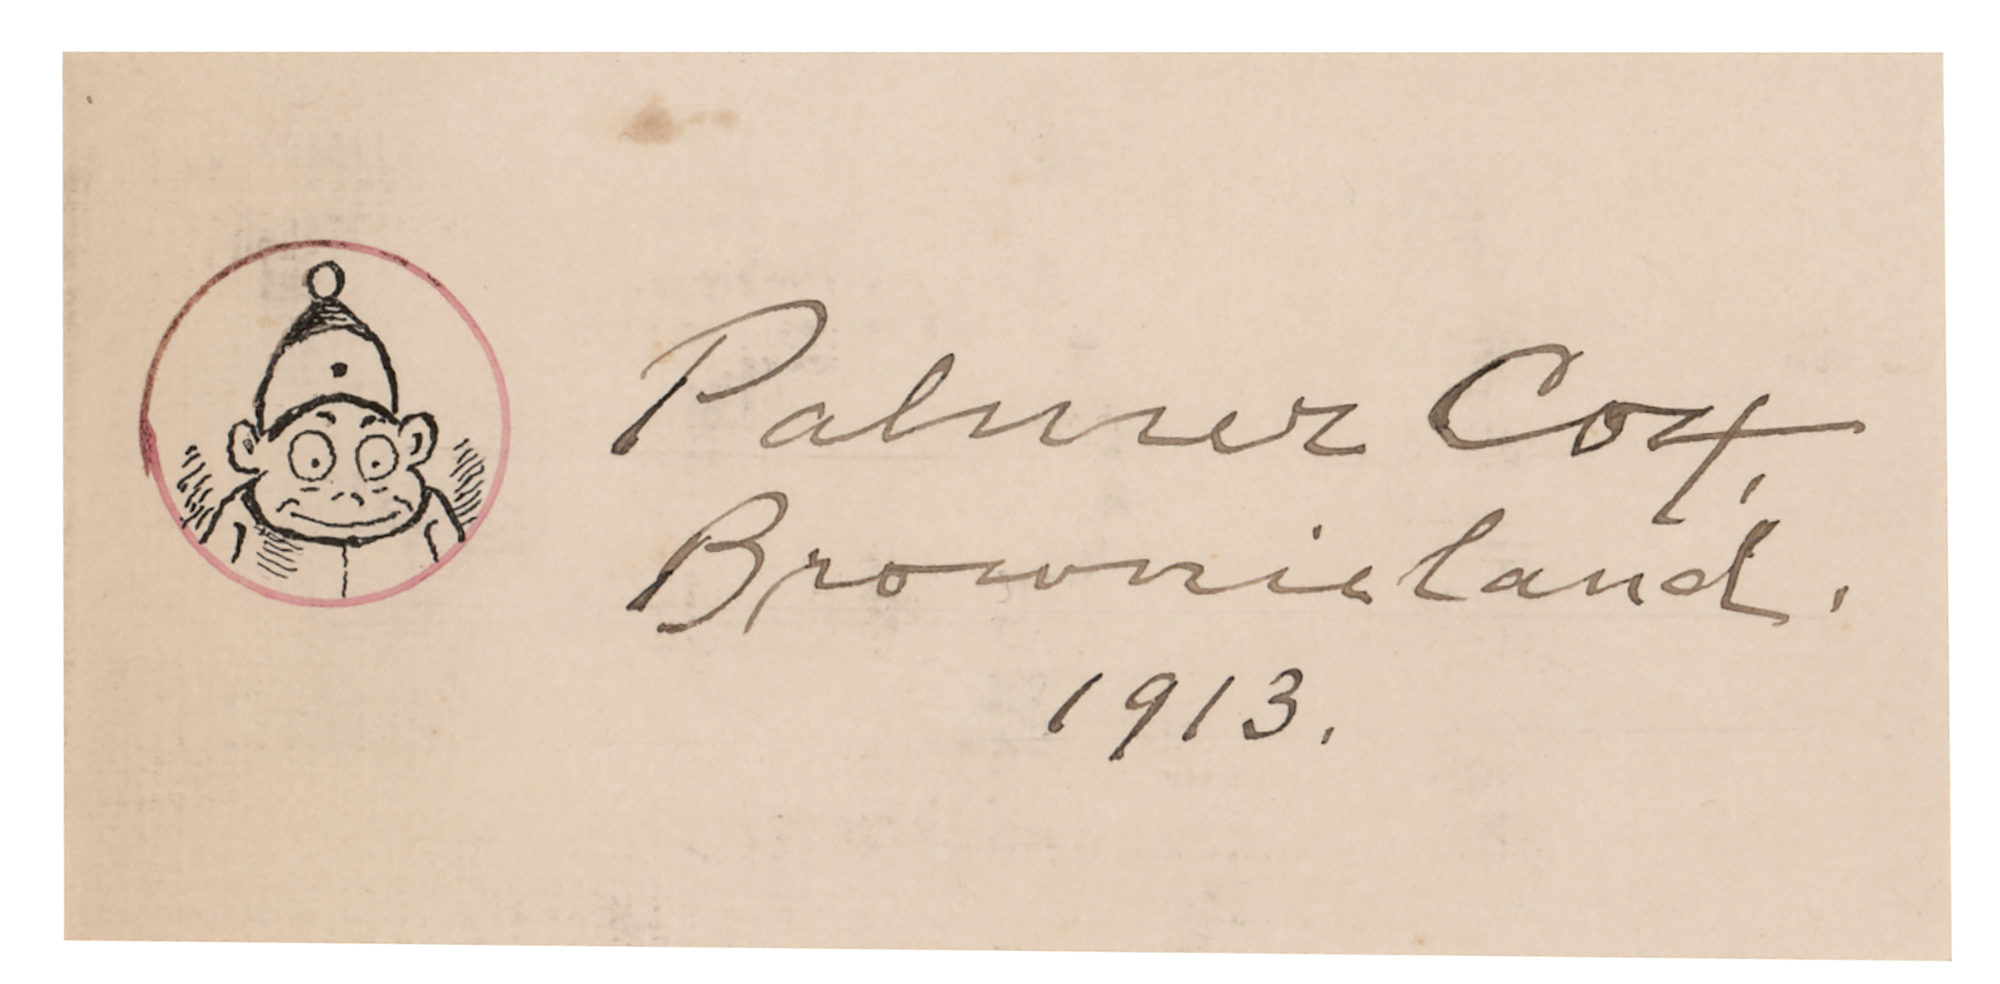 Palmer Cox,
Brownieland.
1913.